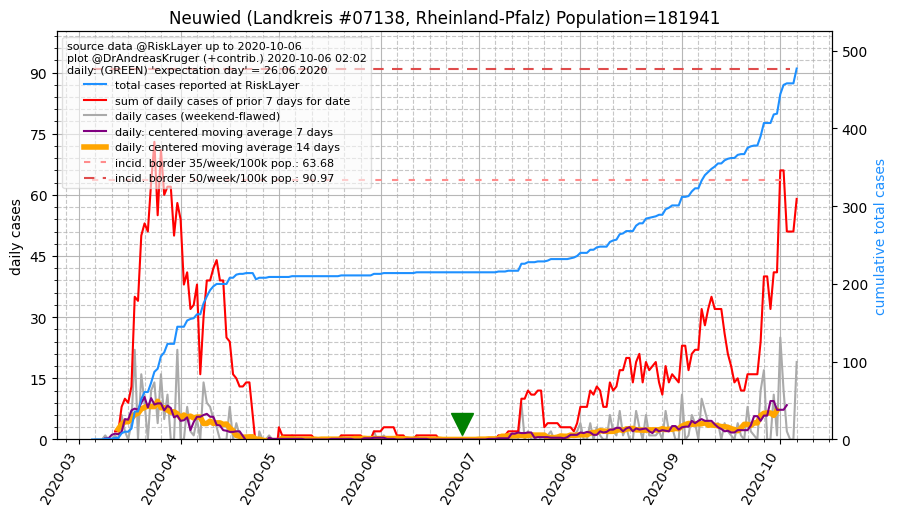 Neuwied (Landkreis #07138, Rheinland-Pfalz) Population=181941
source data @RiskLayer up to 2020-10-06
plot @DrAndreasKruger (+contrib.) 2020-10-06 02:02
daily: (GREEN) 'expectation day' = 26.06.2020
total cases reported at RiskLayer
sum of daily cases of prior 7 days for date
daily cases (weekend-flawed)
daily: centered moving average 7 days
daily: centered moving average 14 days
incid. border 35/week/100k pop.: 63.68
incid. border 50/week/100k pop.: 90.97
daily cases
90
75
60
45
30
15
0
cumulative total cases
500
400
300
200
100
0
2020-03
2020-04
2020-05
2020-06
2020-07
2020-08
2020-09
2020-10